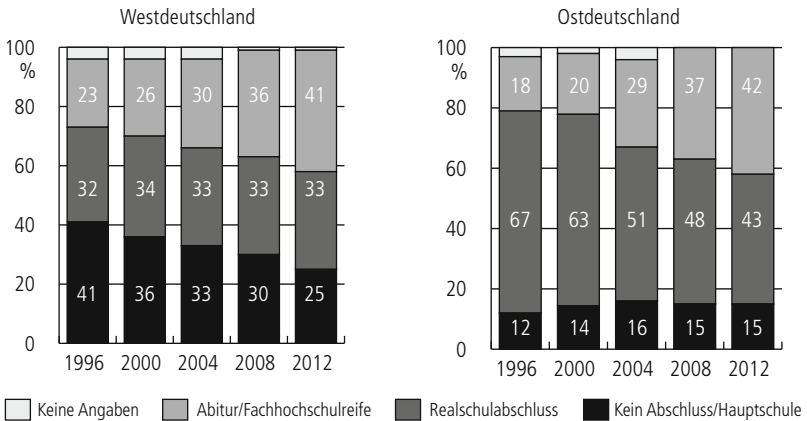 Westdeutschland
100
%
80
60
40
20
0
23 26 30 36 41
32 34 33 33 33
41 36 33 30 25
1996 2000 2004 2008 2012
Ostdeutschland
100
%
80
60
40
20
0
18 20 29 37 42
67 63 51 48 43
12 14 16 15 15
1996 2000 2004 2008 2012
Keine Angaben Abitur/Fachhochschulreife Realschulabschluss Kein Abschluss/Hauptschule